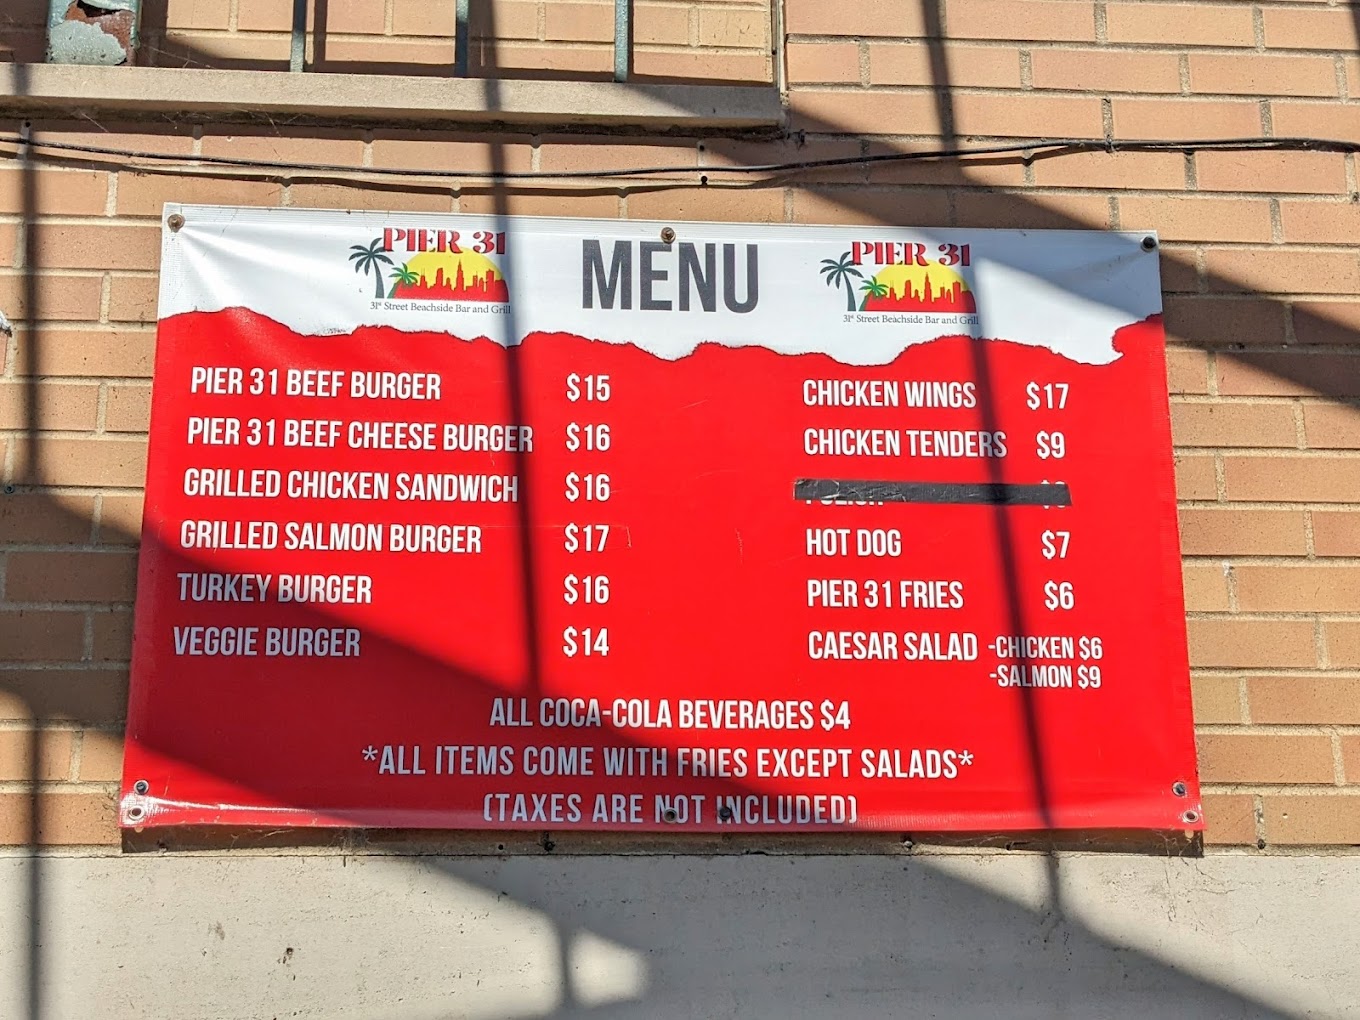 PIER 31
31st Street Beachside Bar and Grill
MENU
PIER 31
31st Street Beachside Bar and Grill
PIER 31 BEEF BURGER $15
PIER 31 BEEF CHEESE BURGER $16
GRILLED CHICKEN SANDWICH $16
GRILLED SALMON BURGER $17
TURKEY BURGER $16
VEGGIE BURGER $14
CHICKEN WINGS $17
CHICKEN TENDERS $9
HOT DOG $7
PIER 31 FRIES $6
CAESAR SALAD -CHICKEN $6
-SALMON $9
ALL COCA-COLA BEVERAGES $4
*ALL ITEMS COME WITH FRIES EXCEPT SALADS*
(TAXES ARE NOT INCLUDED)